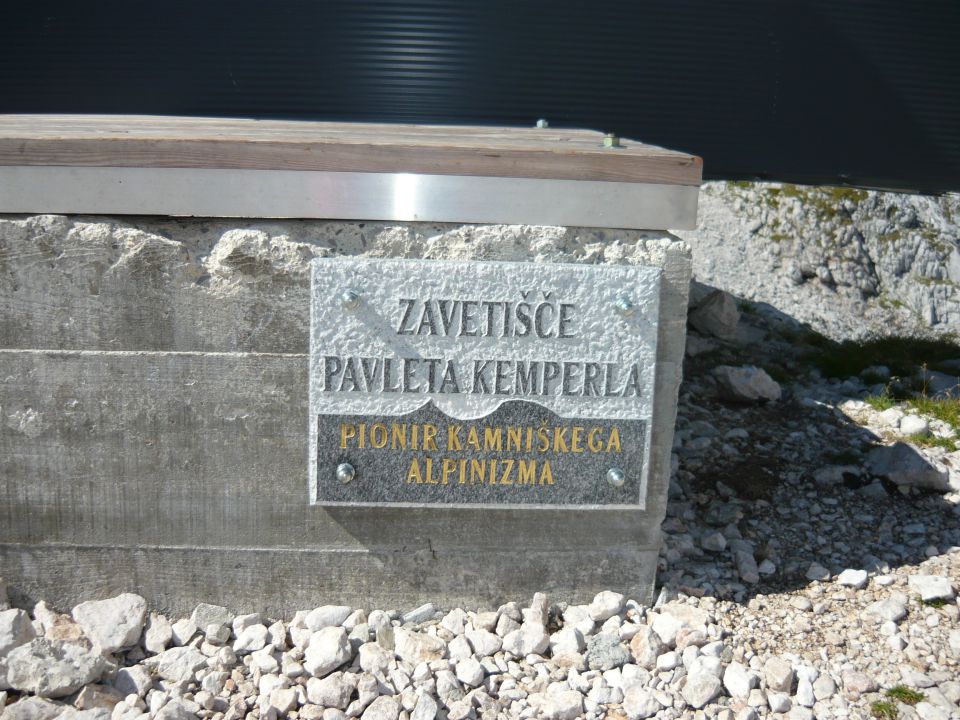 ZAVETIŠČE
PAVLETA KEMPERLA
PIONIR KAMNIŠKEGA
ALPINIZMA